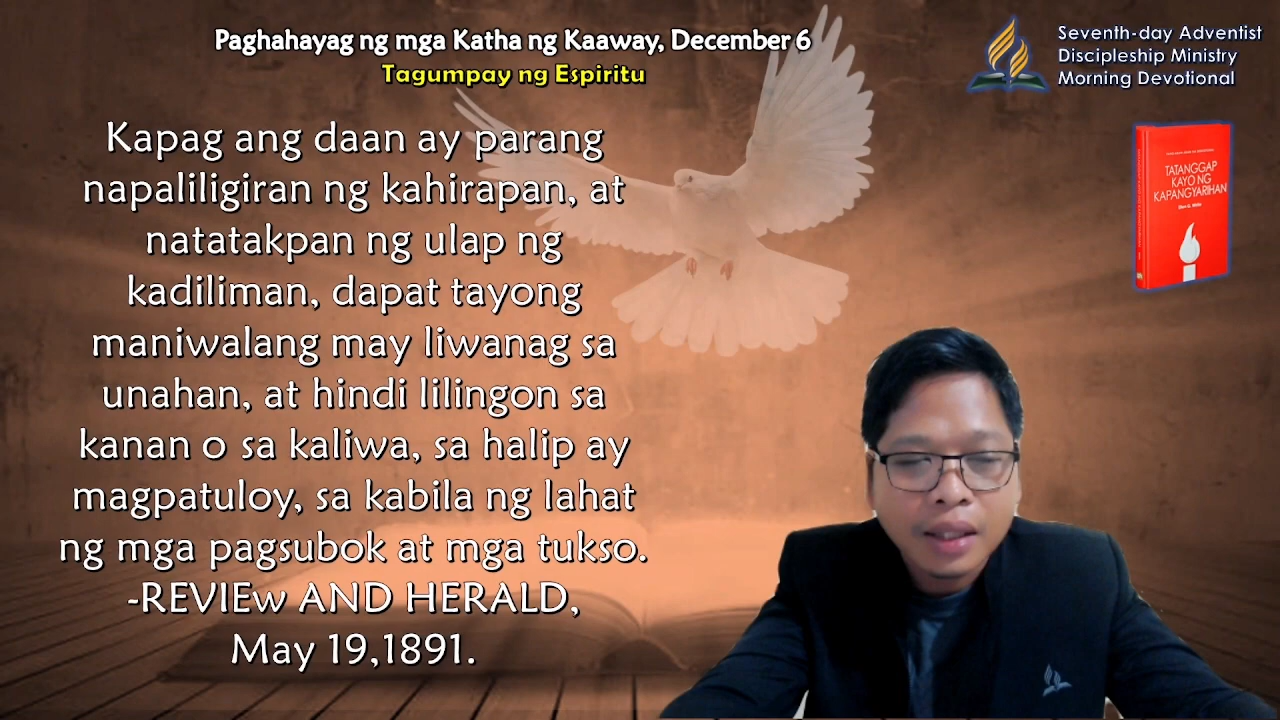 Paghahayag ng mga Katha ng Kaaway, December 6
Tagumpay ng Espiritu
Seventh-day Adventist
Discipleship Ministry
Morning Devotional
TATANGGAP
KAYO NG
KAPANGYARIHAN
Kapag ang daan ay parang
napaliligiran ng kahirapan, at
natatakpan ng ulap ng
kadiliman, dapat tayong
maniwalang may liwanag sa
unahan, at hindi lilingon sa
kanan o sa kaliwa, sa halip ay
magpatuloy, sa kabila ng lahat
ng mga pagsubok at mga tukso.
-REVIEw AND HERALD,
May 19,1891.